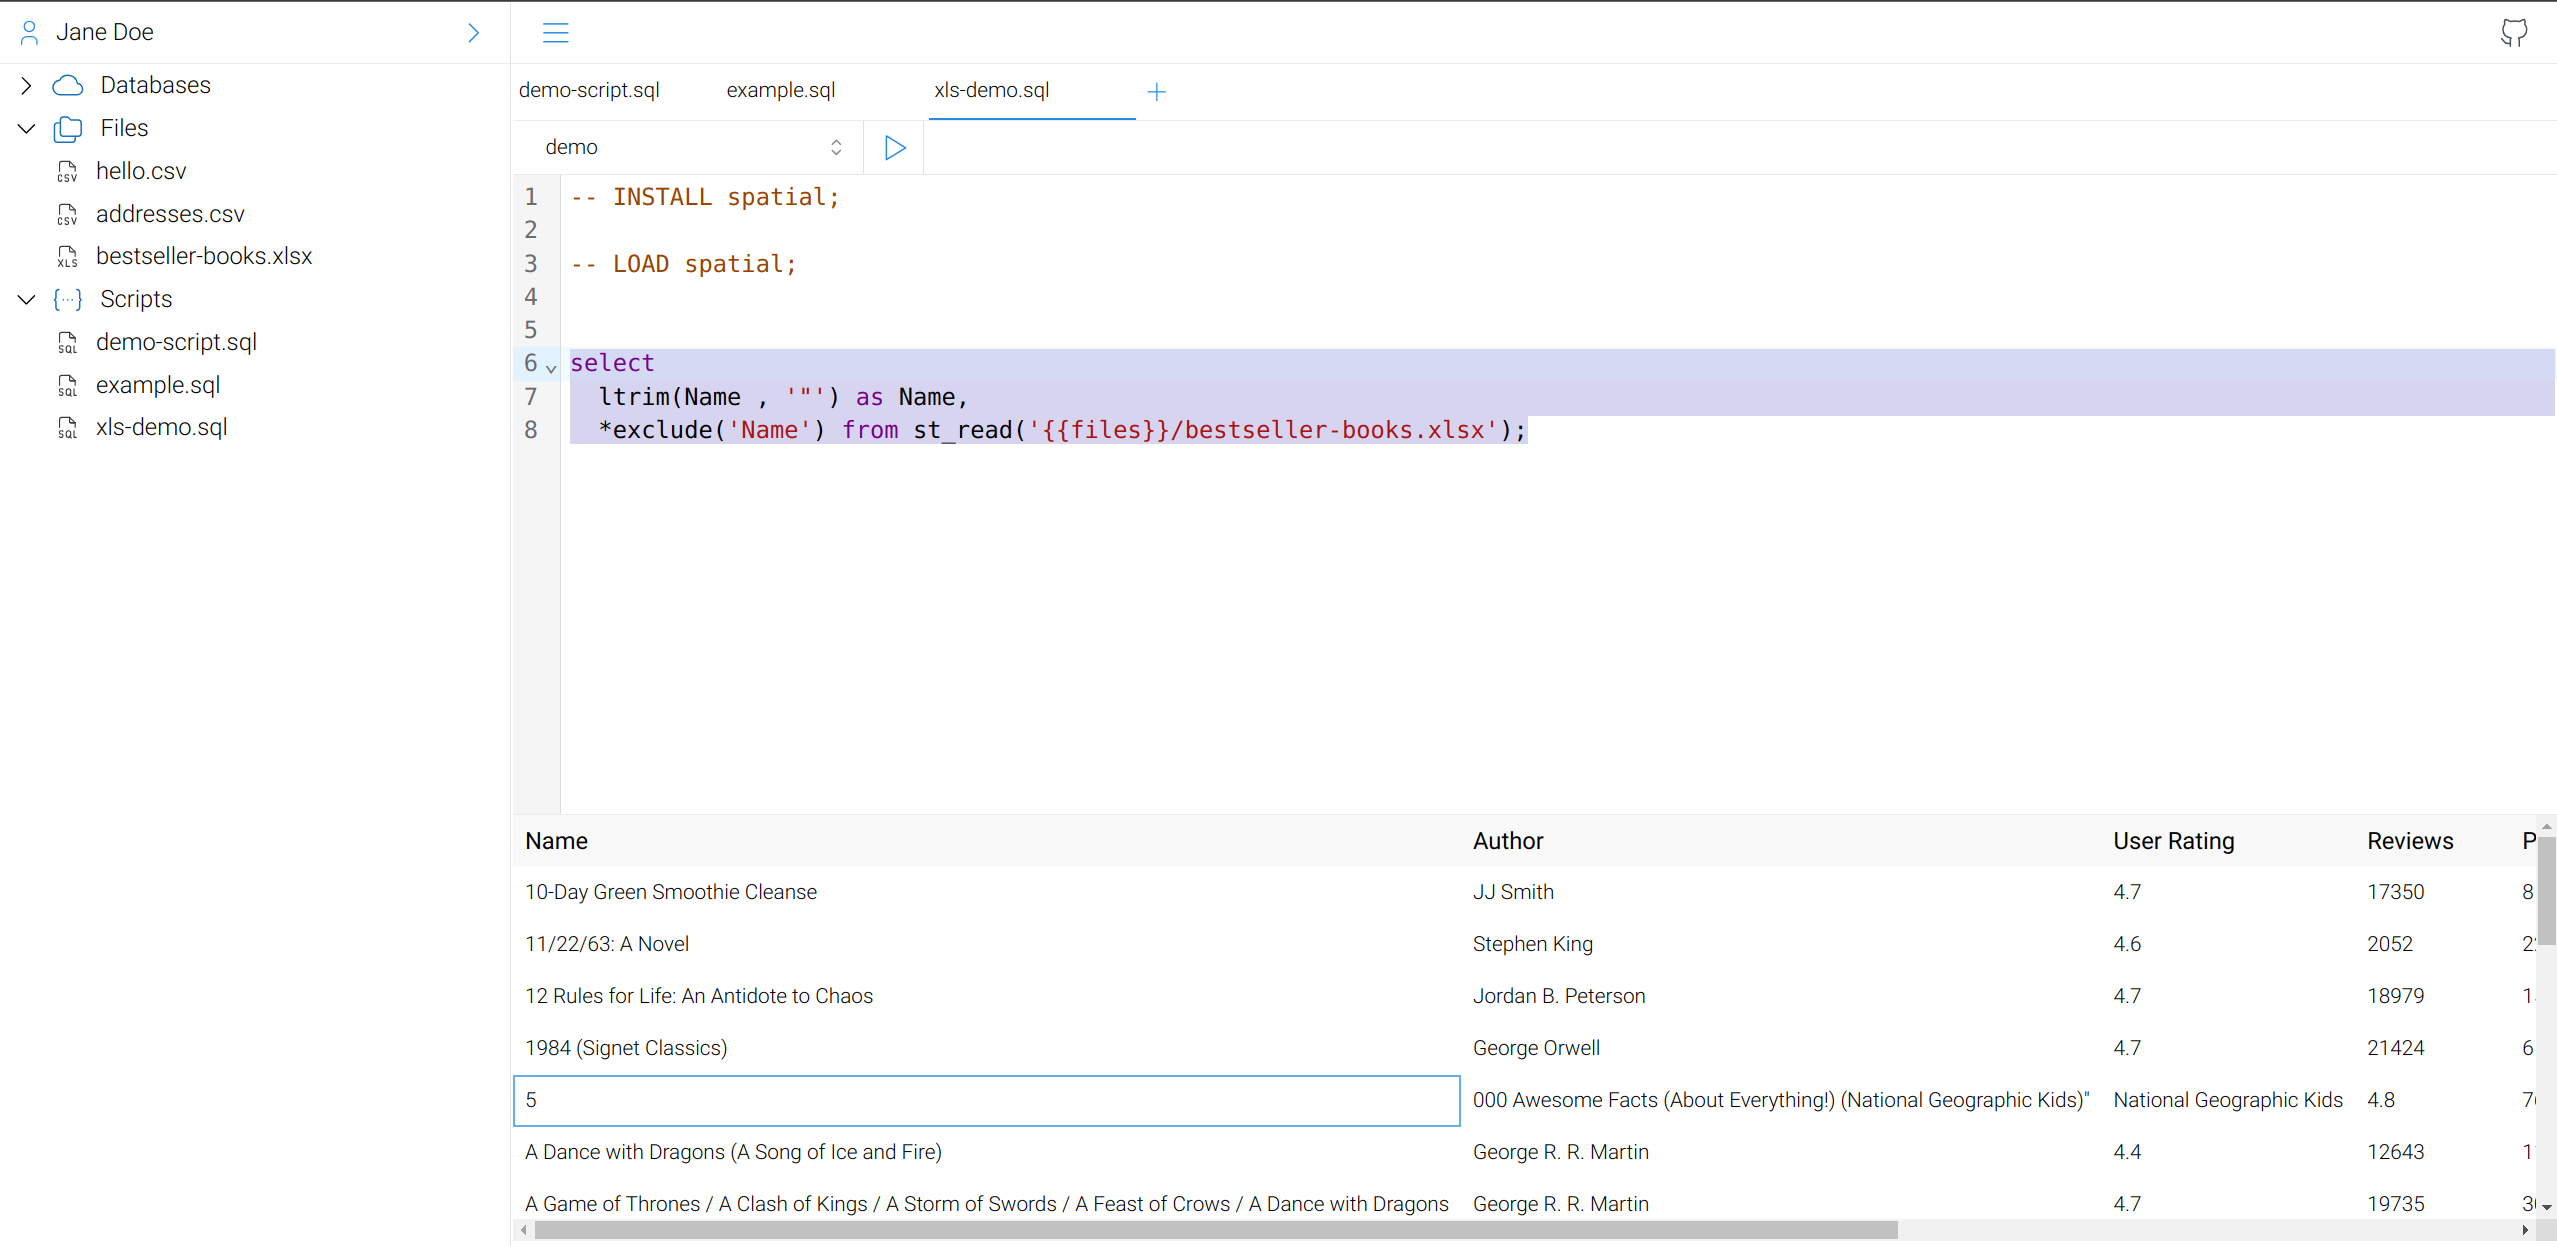 Jane Doe
Databases
Files
CSV hello.csv
CSV addresses.csv
XLS bestseller-books.xlsx
Scripts
SQL demo-script.sql
SQL example.sql
SQL xls-demo.sql
demo-script.sql example.sql xls-demo.sql
demo
1 -- INSTALL spatial;
2
3 -- LOAD spatial;
4
5
6 select
7 ltrim(Name , '"') as Name,
8 *exclude('Name') from st_read('{{files}}/bestseller-books.xlsx');
Name Author User Rating Reviews
10-Day Green Smoothie Cleanse JJ Smith 4.7 17350 8
11/22/63: A Novel Stephen King 4.6 2052
12 Rules for Life: An Antidote to Chaos Jordan B. Peterson 4.7 18979
1984 (Signet Classics) George Orwell 4.7 21424 6
5 000 Awesome Facts (About Everything!) (National Geographic Kids)" National Geographic Kids 4.8
A Dance with Dragons (A Song of Ice and Fire) George R. R. Martin 4.4 12643
A Game of Thrones / A Clash of Kings / A Storm of Swords / A Feast of Crows / A Dance with Dragons George R. R. Martin 4.7 19735